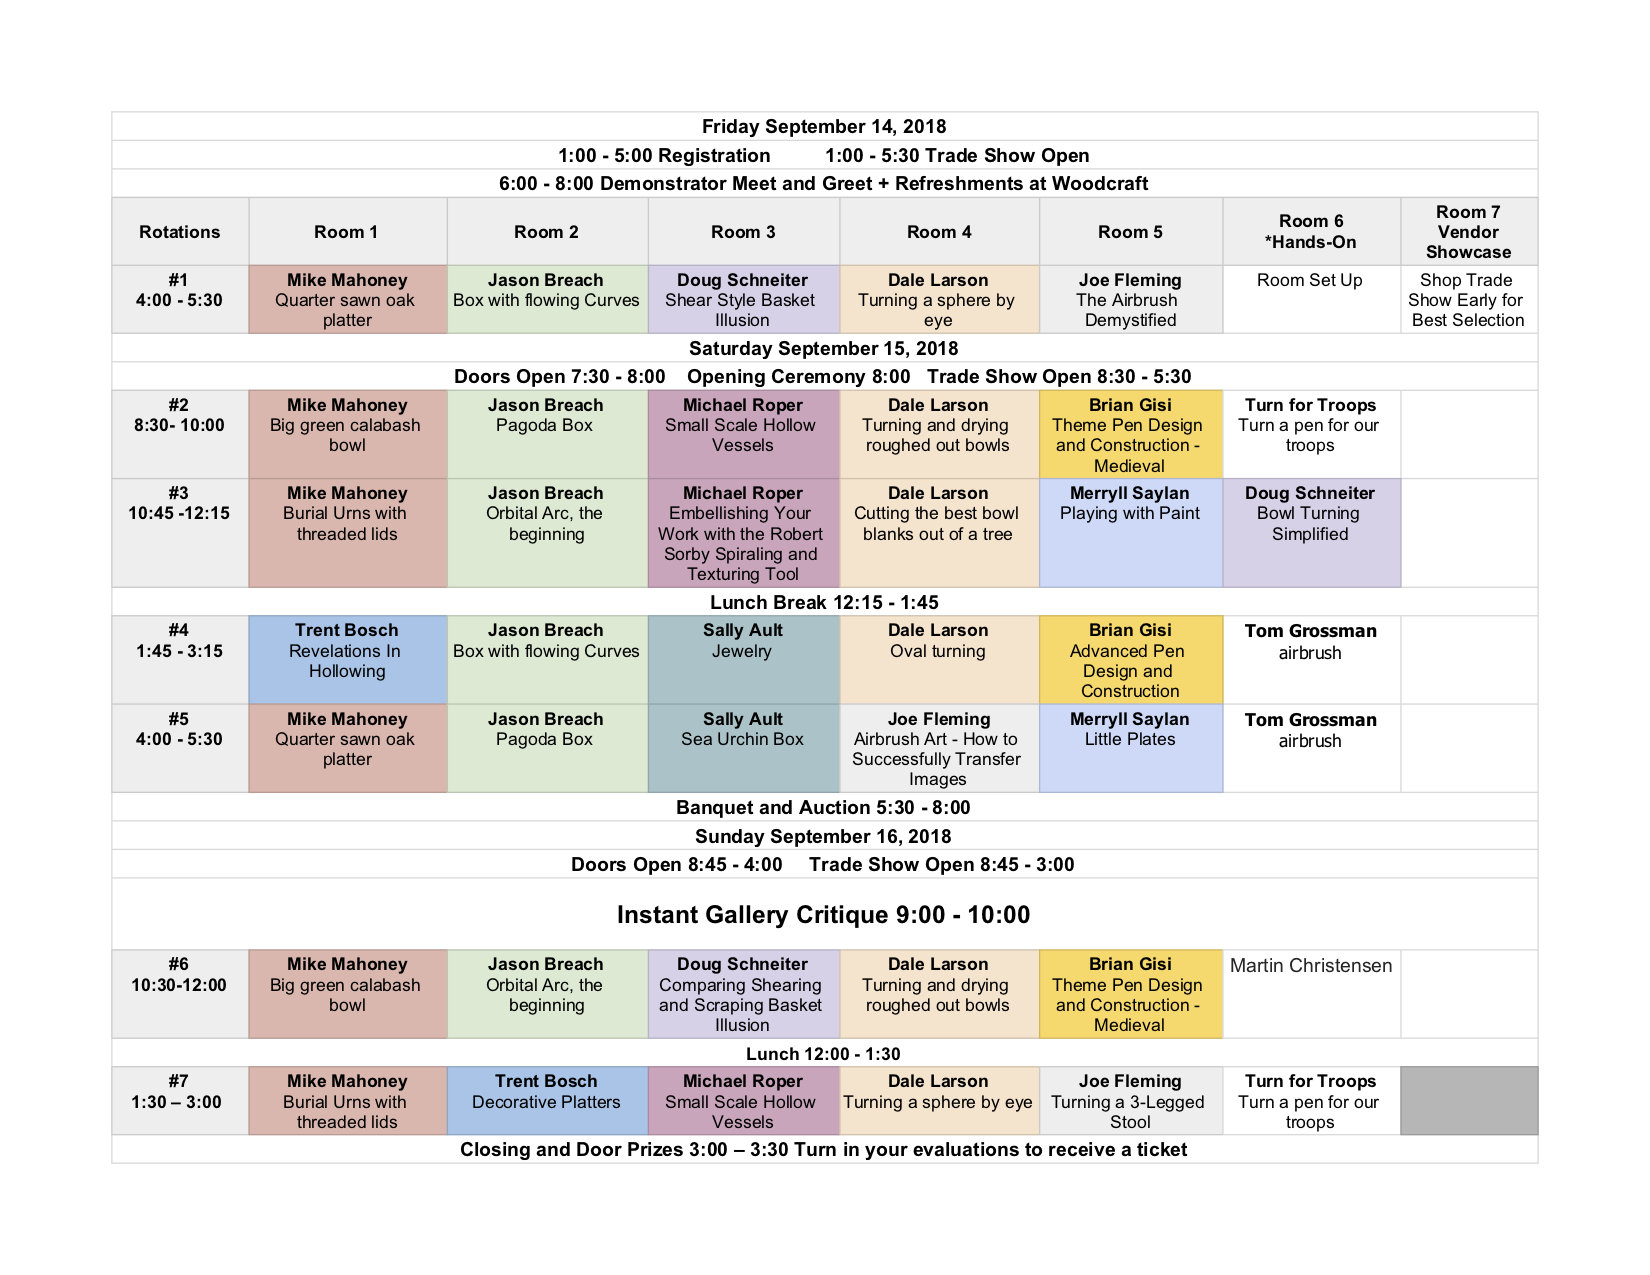 Friday September 14, 2018
1:00 - 5:00 Registration 1:00 - 5:30 Trade Show Open
6:00 - 8:00 Demonstrator Meet and Greet + Refreshments at Woodcraft
Rotations
Room 1
Room 2
Room 3
Room 4
Room 5
Room 6
*Hands-On
Room 7
Vendor
Showcase
#1
4:00 - 5:30
Mike Mahoney
Quarter sawn oak
platter
Jason Breach
Box with flowing Curves
Doug Schneiter
Shear Style Basket
Illusion
Dale Larson
Turning a sphere by
eye
Joe Fleming
The Airbrush
Demystified
Room Set Up
Shop Trade
Show Early for
Best Selection
Saturday September 15, 2018
Doors Open 7:30 - 8:00 Opening Ceremony 8:00 Trade Show Open 8:30 - 5:30
#2
8:30- 10:00
Mike Mahoney
Big green calabash
bowl
Jason Breach
Pagoda Box
Michael Roper
Small Scale Hollow
Vessels
Dale Larson
Turning and drying
roughed out bowls
Brian Gisi
Theme Pen Design
and Construction -
Medieval
Turn for Troops
Turn a pen for our
troops
#3
10:45 -12:15
Mike Mahoney
Burial Urns with
threaded lids
Jason Breach
Orbital Arc, the
beginning
Michael Roper
Embellishing Your
Work with the Robert
Sorby Spiraling and
Texturing Tool
Dale Larson
Cutting the best bowl
blanks out of a tree
Merryll Saylan
Playing with Paint
Doug Schneiter
Bowl Turning
Simplified
Lunch Break 12:15 - 1:45
#4
1:45 - 3:15
Trent Bosch
Revelations In
Hollowing
Jason Breach
Box with flowing Curves
Sally Ault
Jewelry
Dale Larson
Oval turning
Brian Gisi
Advanced Pen
Design and
Construction
Tom Grossman
airbrush
#5
4:00 - 5:30
Mike Mahoney
Quarter sawn oak
platter
Jason Breach
Pagoda Box
Sally Ault
Sea Urchin Box
Joe Fleming
Airbrush Art - How to
Successfully Transfer
Images
Merryll Saylan
Little Plates
Tom Grossman
airbrush
Banquet and Auction 5:30 - 8:00
Sunday September 16, 2018
Doors Open 8:45 - 4:00 Trade Show Open 8:45 - 3:00
Instant Gallery Critique 9:00 - 10:00
#6
10:30-12:00
Mike Mahoney
Big green calabash
bowl
Jason Breach
Orbital Arc, the
beginning
Doug Schneiter
Comparing Shearing
and Scraping Basket
Illusion
Dale Larson
Turning and drying
roughed out bowls
Brian Gisi
Theme Pen Design
and Construction -
Medieval
Martin Christensen
Lunch 12:00 - 1:30
#7
1:30 – 3:00
Mike Mahoney
Burial Urns with
threaded lids
Trent Bosch
Decorative Platters
Michael Roper
Small Scale Hollow
Vessels
Dale Larson
Turning a sphere by eye
Joe Fleming
Turning a 3-Legged
Stool
Turn for Troops
Turn a pen for our
troops
Closing and Door Prizes 3:00 – 3:30 Turn in your evaluations to receive a ticket